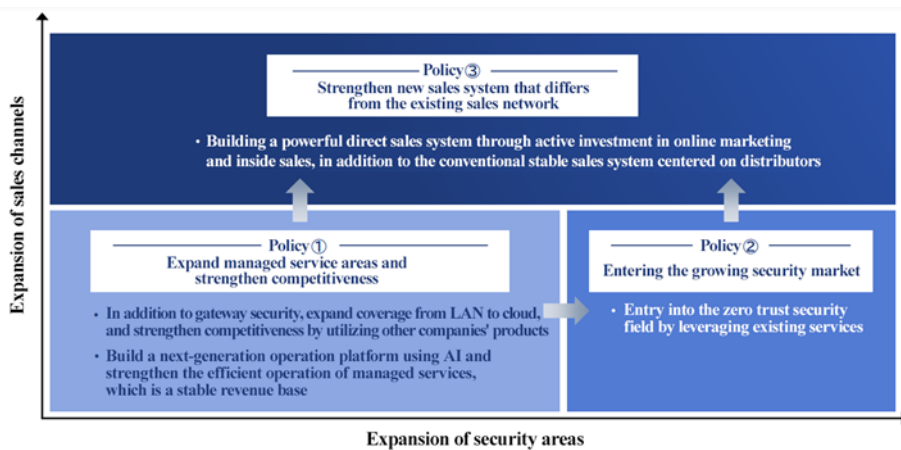 Expansion of sales channels
Policy③
Strengthen new sales system that differs
from the existing sales network
・Building a powerful direct sales system through active investment in online marketing
and inside sales, in addition to the conventional stable sales system centered on distributors
Policy①
Expand managed service areas and
strengthen competitiveness
・In addition to gateway security, expand coverage from LAN to cloud,
and strengthen competitiveness by utilizing other companies' products
・Build a next-generation operation platform using AI and
strengthen the efficient operation of managed services,
which is a stable revenue base
Policy②
Entering the growing security market
・Entry into the zero trust security
field by leveraging existing services
Expansion of security areas